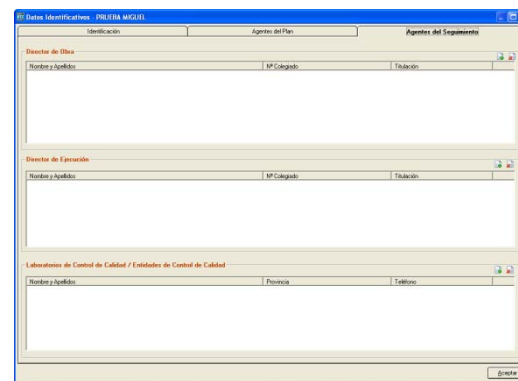 Datos Identificativos - PRUEBA MIGUEL
Identificación Agentes del Plan Agentes del Seguimiento
Director de Obra
Nombre y Apellidos Nº Colegiado Titulación
Director de Ejecución
Nombre y Apellidos Nº Colegiado Titulación
Laboratorios de Control de Calidad / Entidades de Control de Calidad
Nombre y Apellidos Provincia Teléfono
Aceptar